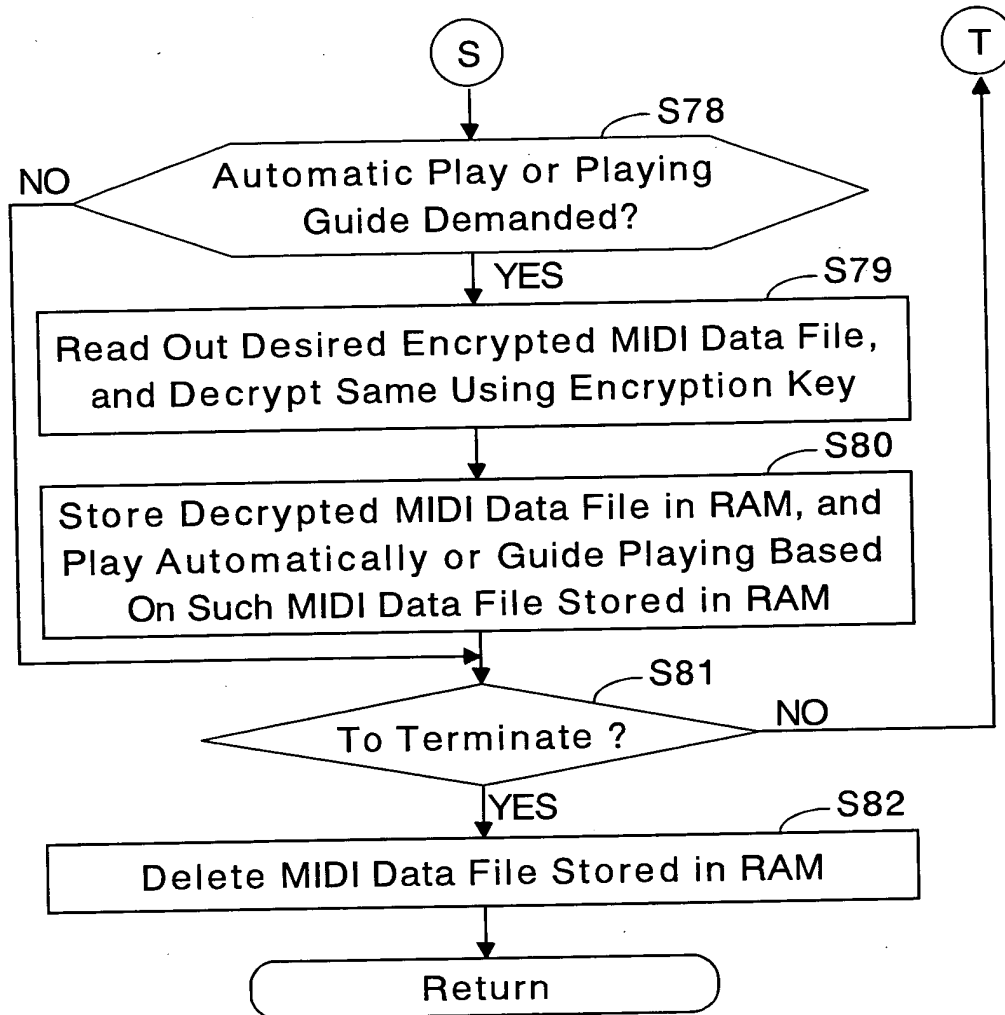 S
T
S78
NO
Automatic Play or Playing
Guide Demanded?
YES
S79
Read Out Desired Encrypted MIDI Data File,
and Decrypt Same Using Encryption Key
S80
Store Decrypted MIDI Data File in RAM, and
Play Automatically or Guide Playing Based
On Such MIDI Data File Stored in RAM
S81
To Terminate ?
NO
YES
S82
Delete MIDI Data File Stored in RAM
Return